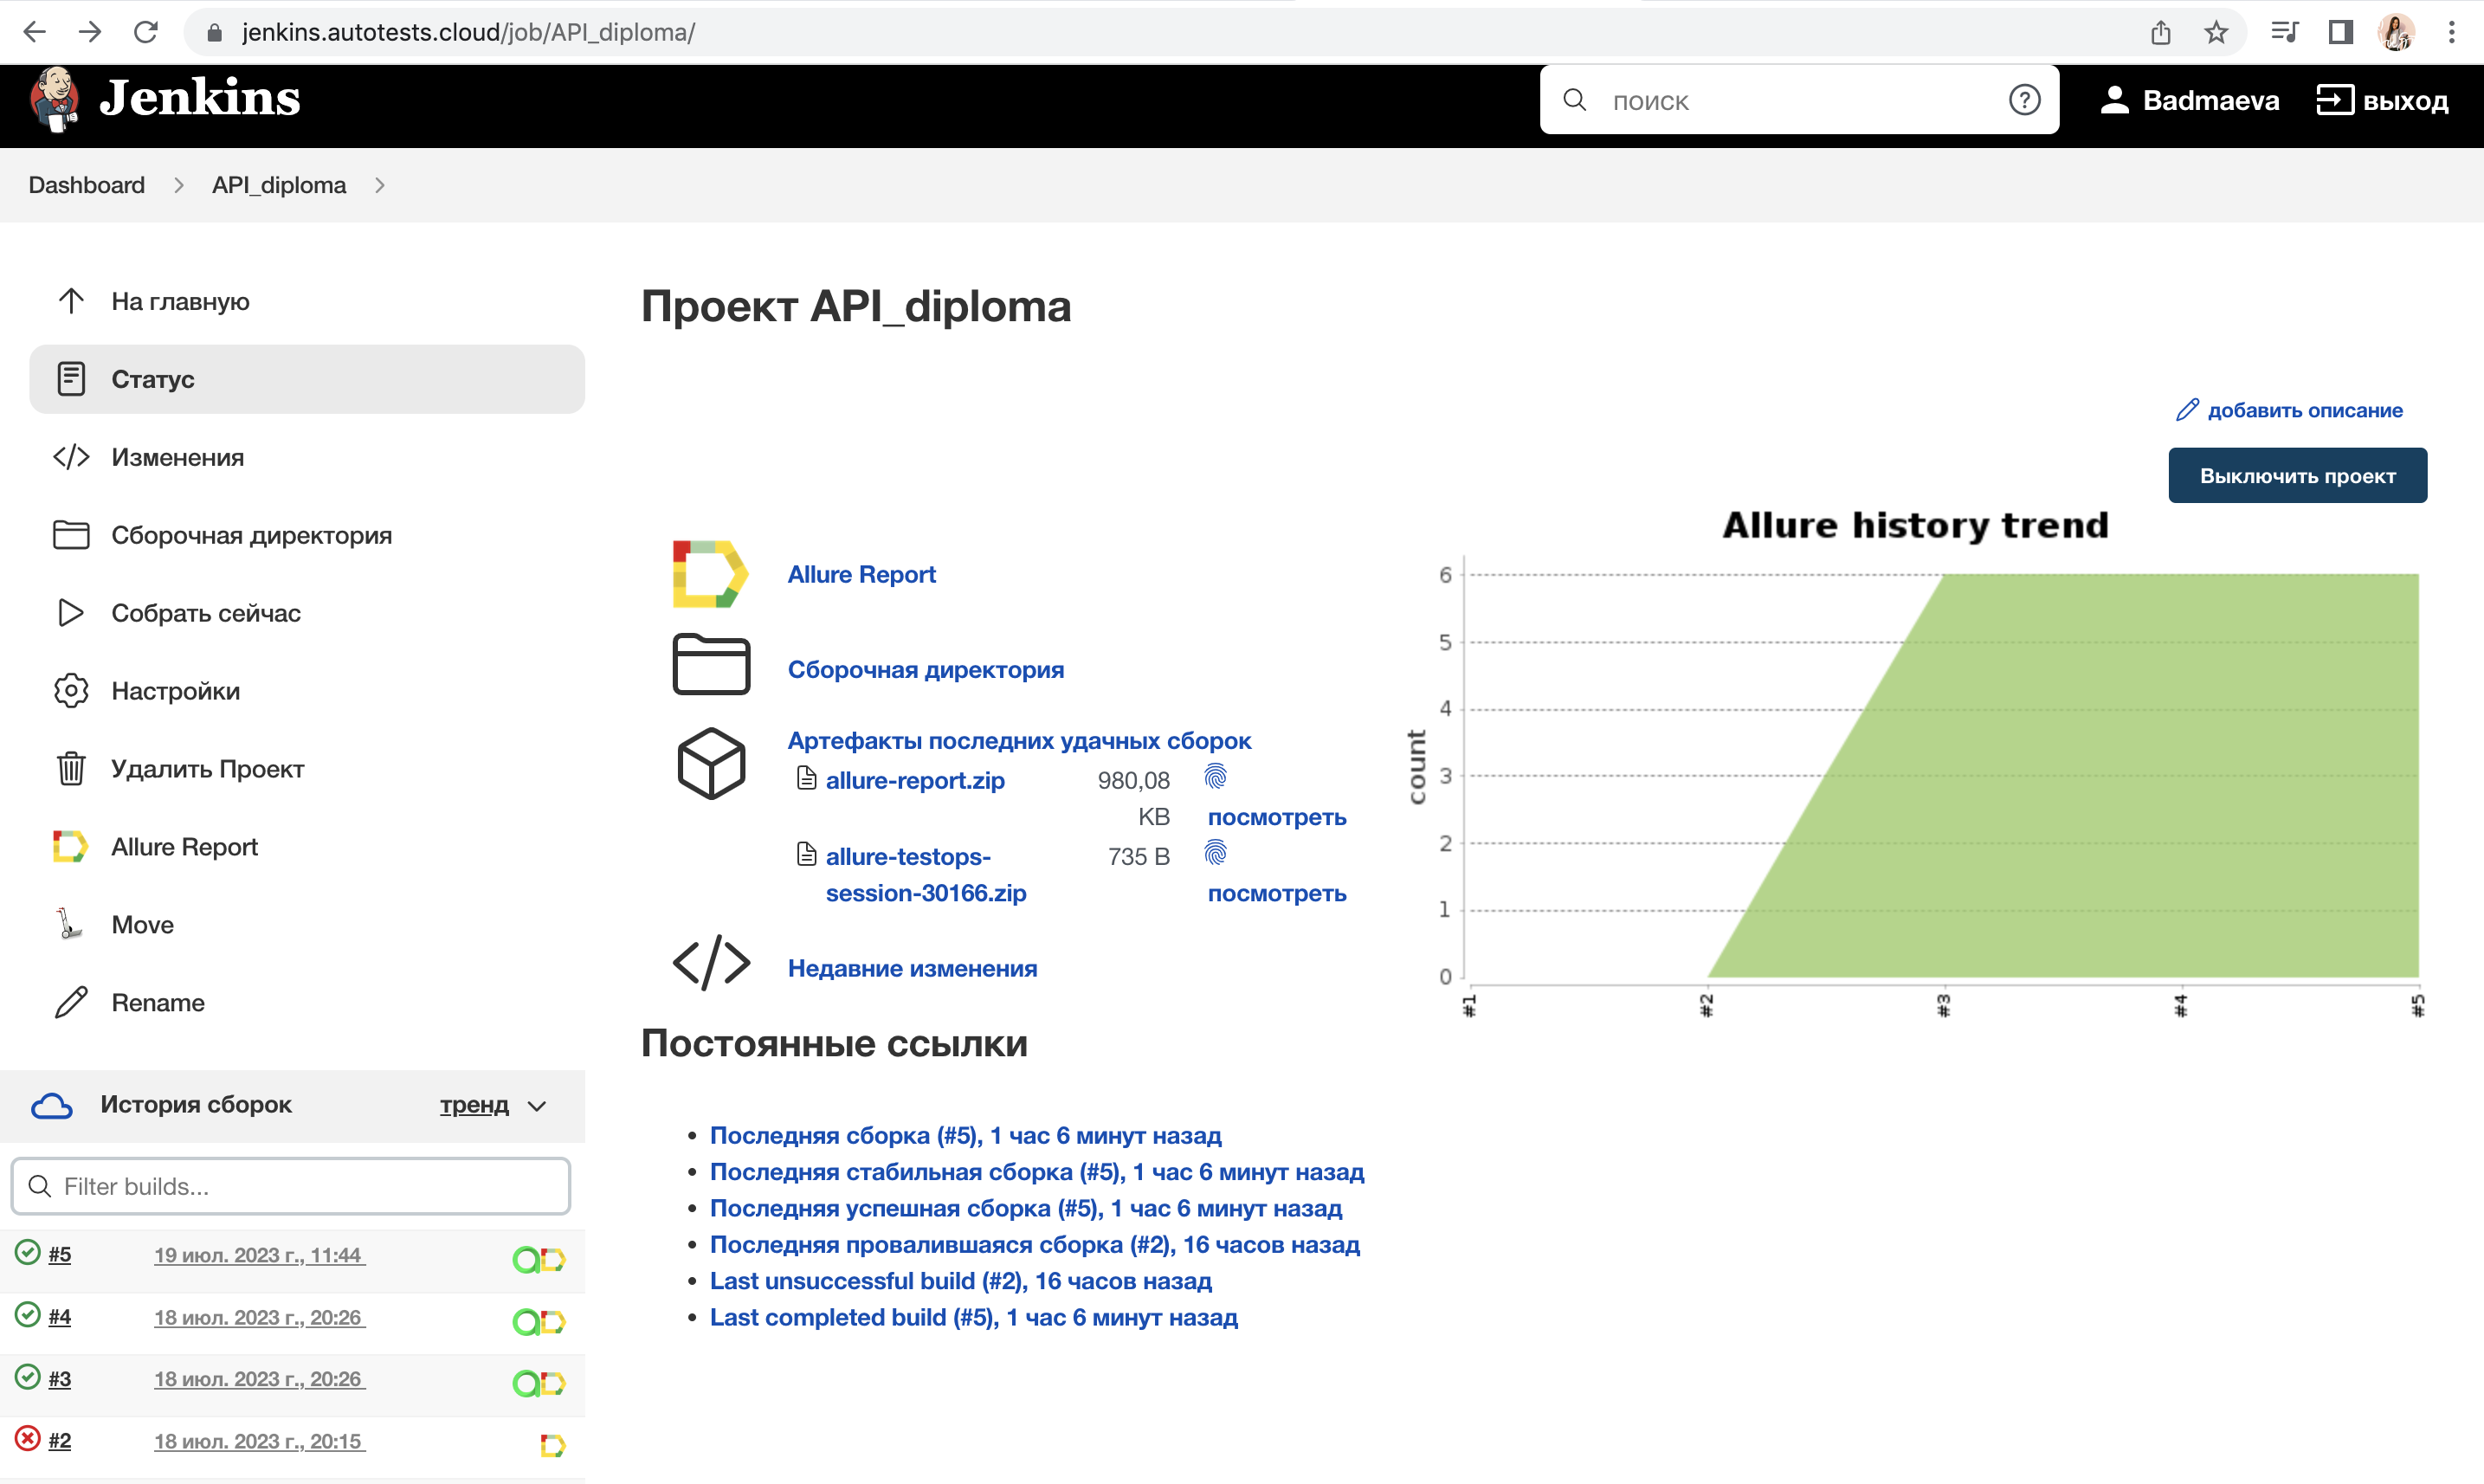 jenkins.autotests.cloud/job/API_diploma/
Jenkins
поиск
Badmaeva
выход
Dashboard
API_diploma
На главную
Статус
Изменения
Сборочная директория
Собрать сейчас
Настройки
Удалить Проект
Allure Report
Move
Rename
История сборок
тренд
Filter builds...
#5 19 июл. 2023 г., 11:44
#4 18 июл. 2023 г., 20:26
#3 18 июл. 2023 г., 20:26
#2 18 июл. 2023 г., 20:15
Проект API_diploma
добавить описание
Выключить проект
Allure Report
Сборочная директория
Артефакты последних удачных сборок
allure-report.zip 980,08
KB посмотреть
allure-testops- 735 B
session-30166.zip посмотреть
Недавние изменения
Allure history trend
count
6
5
4
3
2
1
0
#1 #2 #3 #4 #5
Постоянные ссылки
Последняя сборка (#5), 1 час 6 минут назад
Последняя стабильная сборка (#5), 1 час 6 минут назад
Последняя успешная сборка (#5), 1 час 6 минут назад
Последняя провалившаяся сборка (#2), 16 часов назад
Last unsuccessful build (#2), 16 часов назад
Last completed build (#5), 1 час 6 минут назад